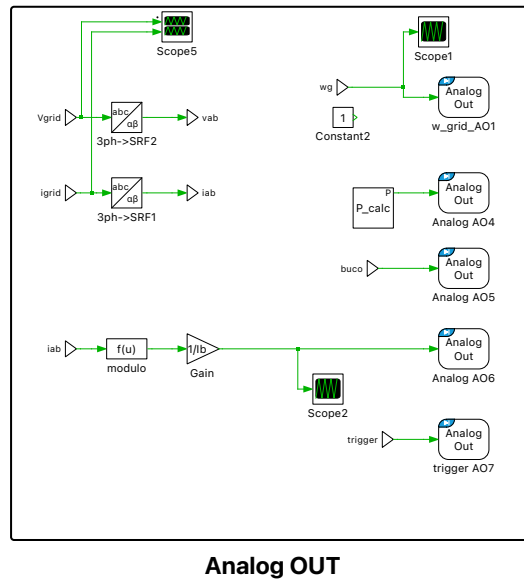 Scope5
Scope1
Vgrid
abc
αβ
3ph->SRF2
vab
wg
1
Constant2
Analog
Out
w_grid_AO1
igrid
abc
αβ
3ph->SRF1
iab
P_calc
P
Analog
Out
Analog AO4
buco
Analog
Out
Analog AO5
iab
f(u)
modulo
1/Ib
Gain
Scope2
Analog
Out
Analog AO6
trigger
Analog
Out
trigger AO7
Analog OUT